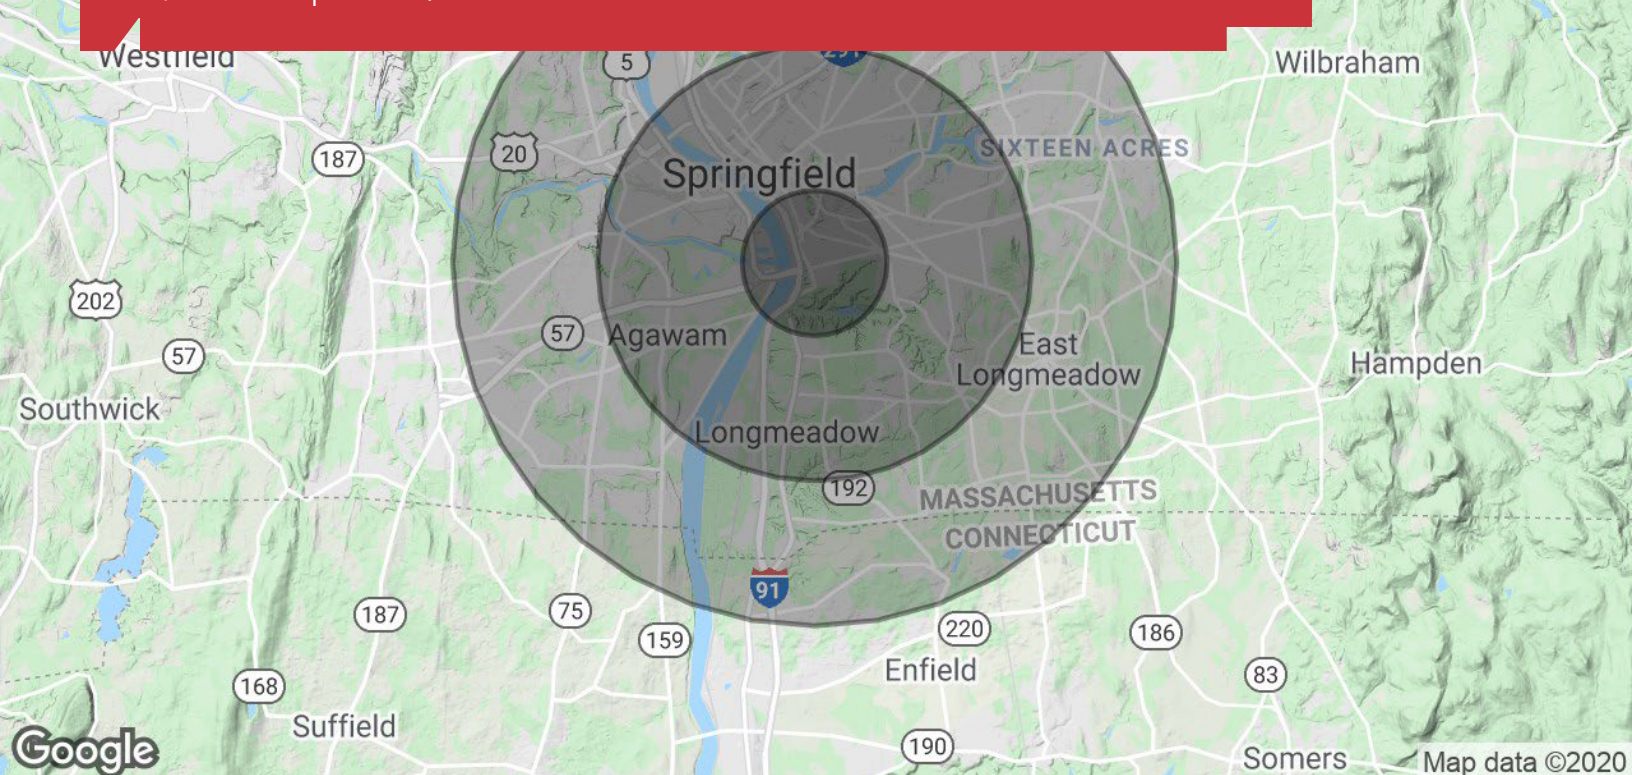 Westfield
5
Wilbraham
20
187
SIXTEEN ACRES
Springfield
202
57
57
Agawam
East
Longmeadow
Hampden
Southwick
Longmeadow
192
MASSACHUSETTS
CONNECTICUT
91
187
75
159
220
186
Enfield
83
168
Suffield
190
Google
Somers
Map data ©2020